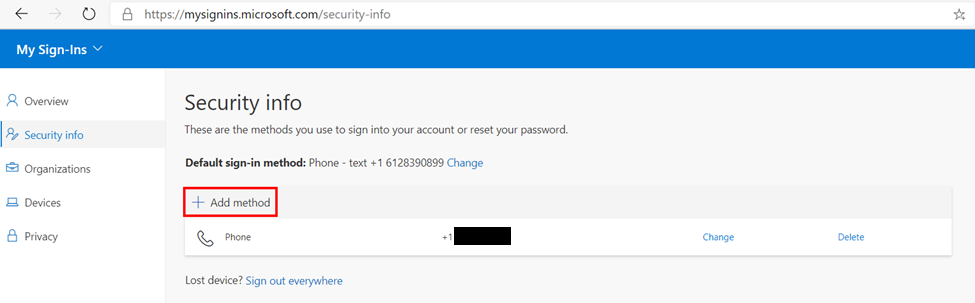 https://mysignins.microsoft.com/security-info
My Sign-Ins
Overview
Security info
Organizations
Devices
Privacy
Security info
These are the methods you use to sign into your account or reset your password.
Default sign-in method: Phone - text +1 6128390899 Change
+ Add method
Phone +1 Change Delete
Lost device? Sign out everywhere